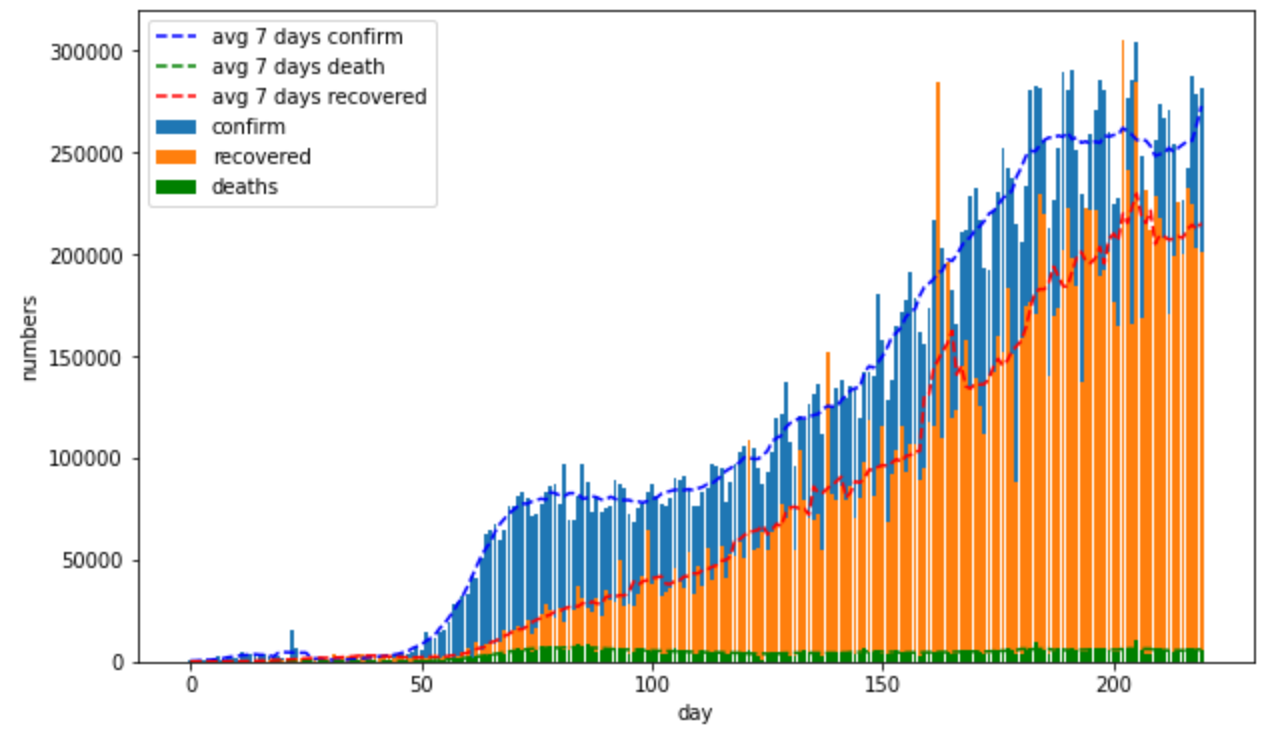 avg 7 days confirm
avg 7 days death
avg 7 days recovered
confirm
recovered
deaths
300000
250000
200000
150000
100000
50000
0
numbers
0 50 100 150 200
day